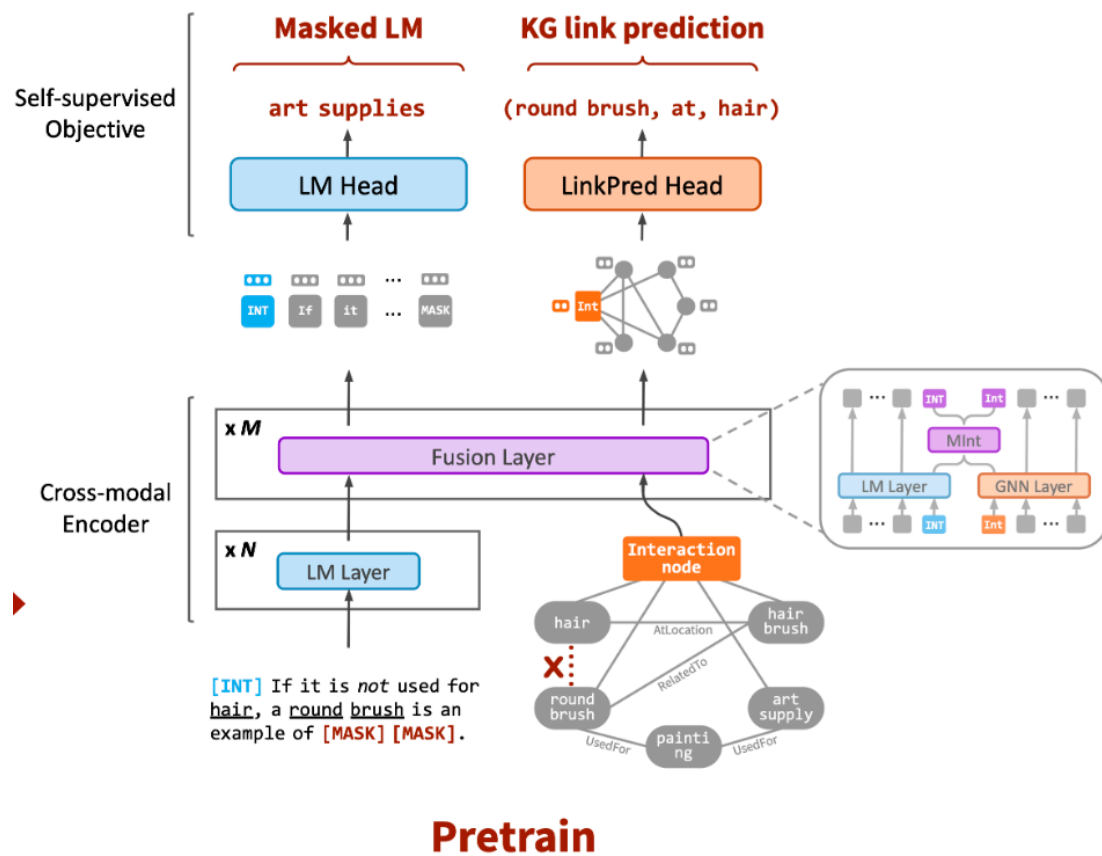 Masked LM
KG link prediction
Self-supervised
Objective
art supplies
(round brush, at, hair)
LM Head
LinkPred Head
INT
If
it
...
MASK
Int
Cross-modal
Encoder
x M
Fusion Layer
x N
LM Layer
INT
Int
MInt
LM Layer
GNN Layer
INT
Int
Interaction
node
hair
hair
brush
AtLocation
X
RelatedTo
round
brush
art
supply
UsedFor
painti
ng
UsedFor
[INT] If it is not used for
hair, a round brush is an
example of [MASK] [MASK].
Pretrain